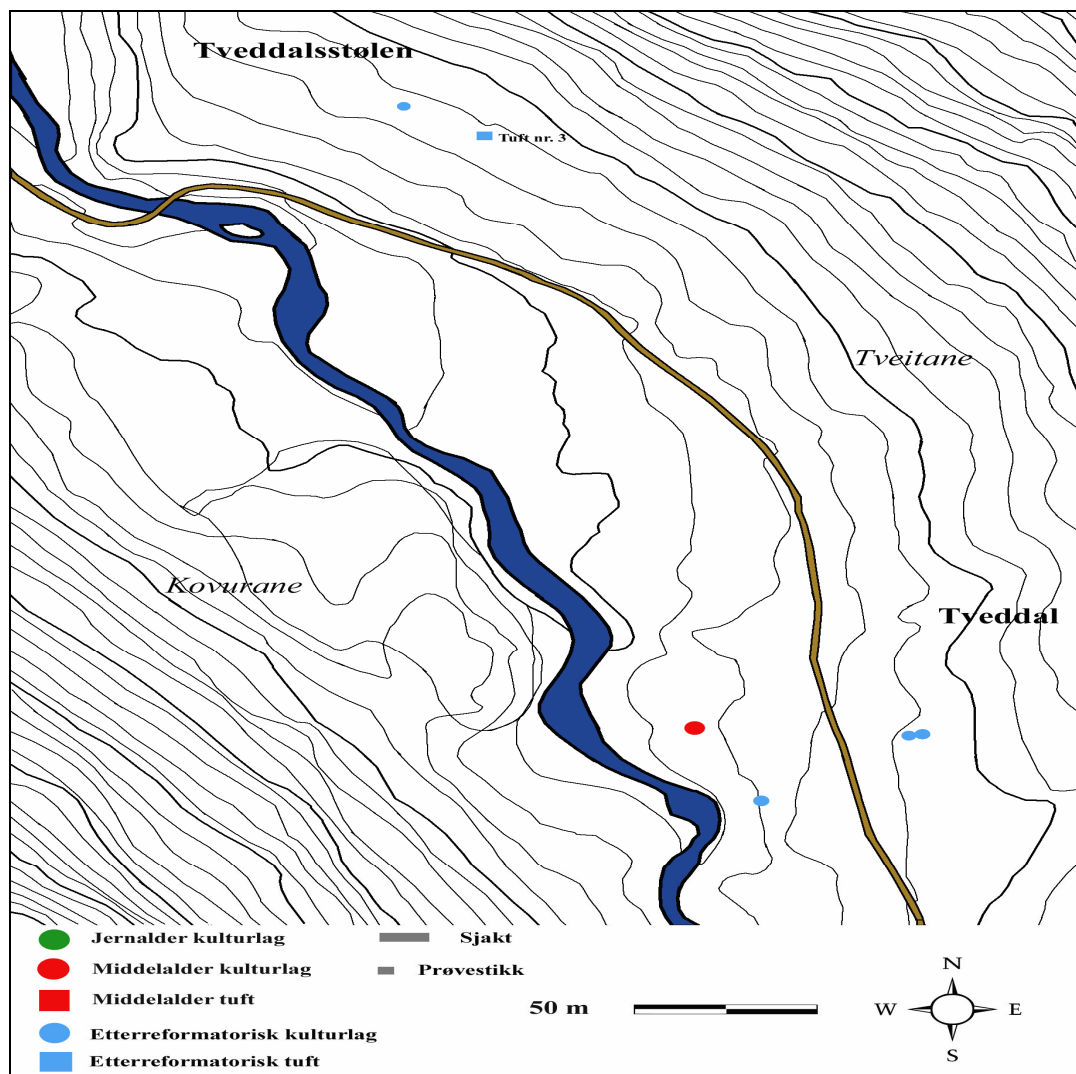 Tveddalsstølen
Tuft nr. 3
Tveitane
Kovurane
Tveddal
Jernalder kulturlag
Middelalder kulturlag
Middelalder tuft
Etterreformatorisk kulturlag
Etterreformatorisk tuft
Sjakt
Prøvestikk
50 m
N
W E
S